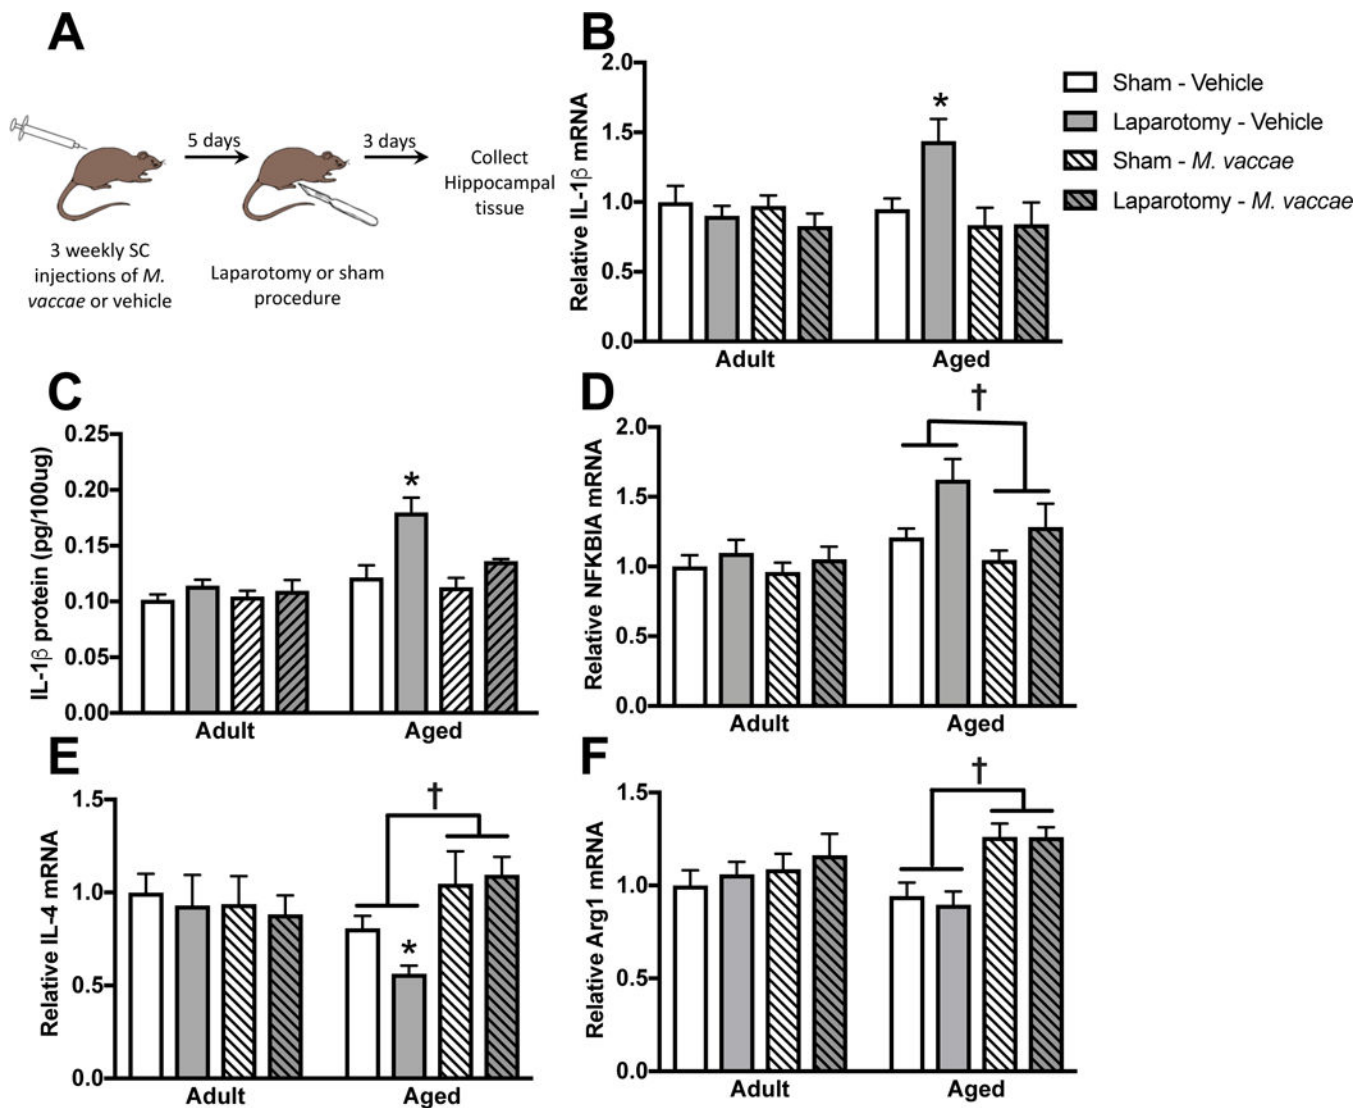 A
5 days
3 days
Collect
Hippocampal
tissue
3 weekly SC
injections of M.
vaccae or vehicle
Laparotomy or sham
procedure
B
Relative IL-1β mRNA
2.0
1.5
1.0
0.5
0.0
*
Adult
Aged
Sham - Vehicle
Laparotomy - Vehicle
Sham - M. vaccae
Laparotomy - M. vaccae
C
IL-1β protein (pg/100ug)
0.25
0.20
0.15
0.10
0.05
0.00
*
Adult
Aged
D
Relative NFKBIA mRNA
2.0
1.5
1.0
0.5
0.0
†
Adult
Aged
E
Relative IL-4 mRNA
1.5
1.0
0.5
0.0
†
*
Adult
Aged
F
Relative Arg1 mRNA
1.5
1.0
0.5
0.0
†
Adult
Aged